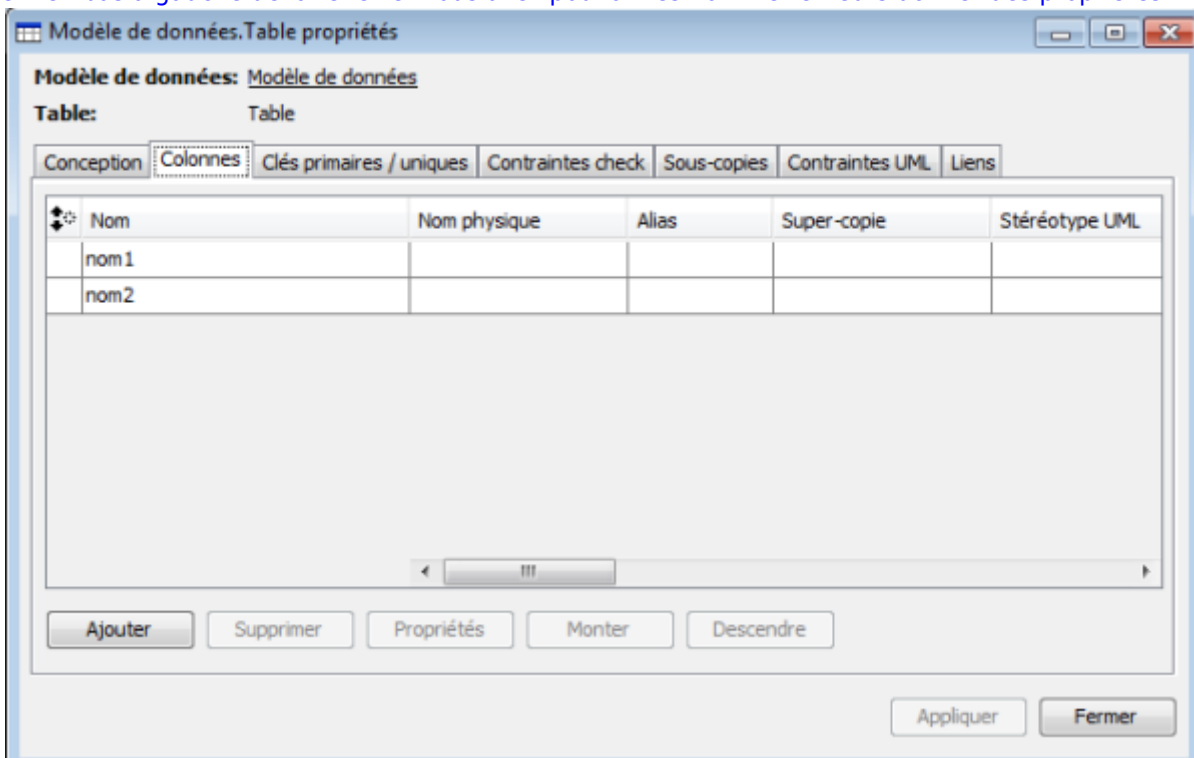 Modèle de données.Table propriétés
Modèle de données: Modèle de données
Table: Table
Conception Colonnes Clés primaires / uniques Contraintes check Sous-copies Contraintes UML Liens
Nom Nom physique Alias Super-copie Stéréotype UML
nom1
nom2
Ajouter Supprimer Propriétés Monter Descendre
Appliquer Fermer